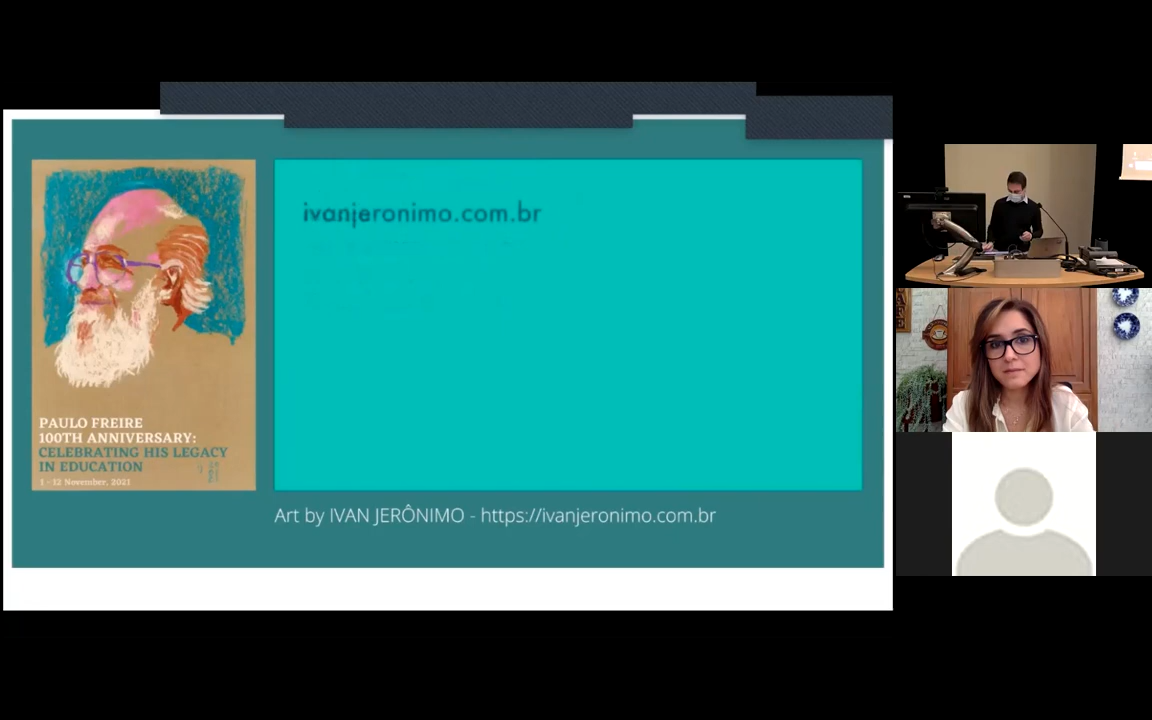 ivanjeronimo.com.br
PAULO FREIRE
100TH ANNIVERSARY:
CELEBRATING HIS LEGACY
IN EDUCATION
1 - 12 November, 2021
Art by IVAN JERÔNIMO - https://ivanjeronimo.com.br